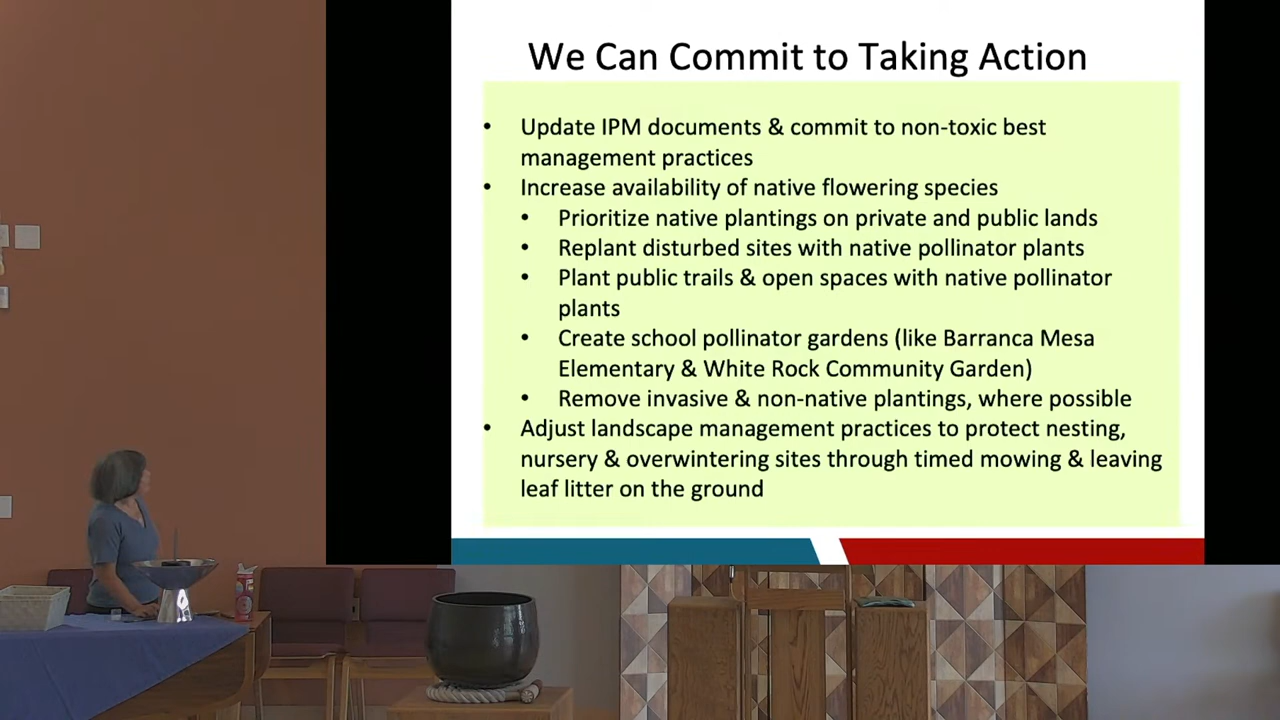 We Can Commit to Taking Action
• Update IPM documents & commit to non-toxic best
management practices
• Increase availability of native flowering species
• Prioritize native plantings on private and public lands
• Replant disturbed sites with native pollinator plants
• Plant public trails & open spaces with native pollinator
plants
• Create school pollinator gardens (like Barranca Mesa
Elementary & White Rock Community Garden)
• Remove invasive & non-native plantings, where possible
• Adjust landscape management practices to protect nesting,
nursery & overwintering sites through timed mowing & leaving
leaf litter on the ground